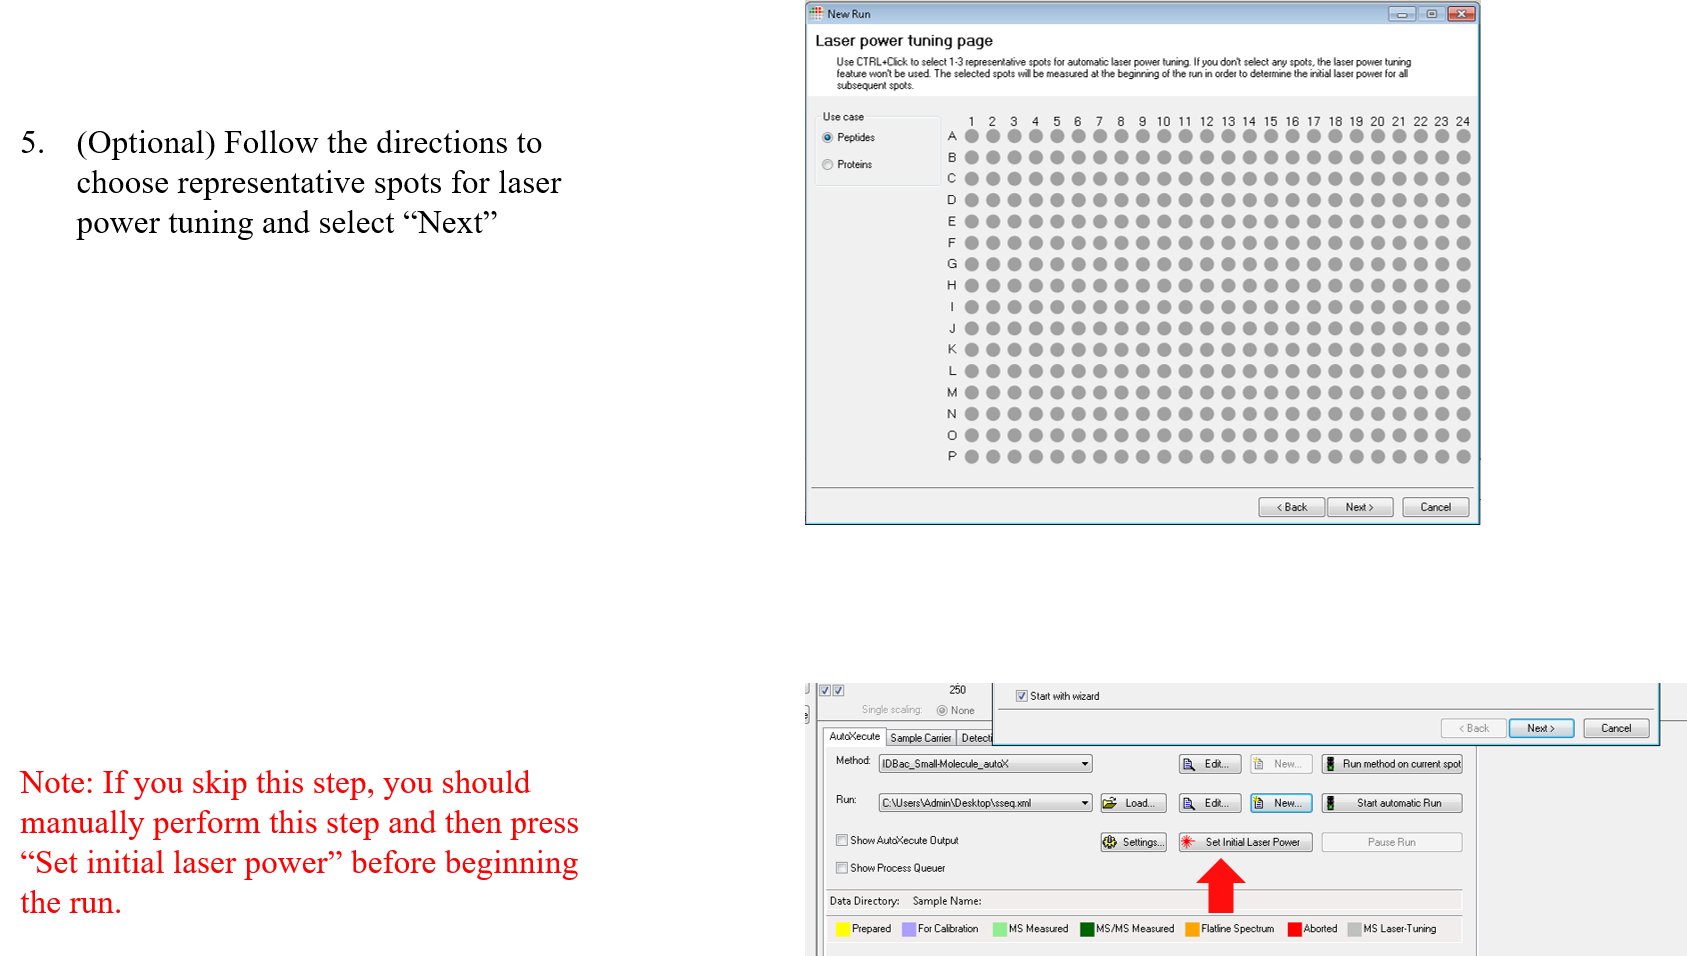 New Run
Laser power tuning page
Use CTRL+Click to select 1-3 representative spots for automatic laser power tuning. If you don't select any spots, the laser power tuning
feature won't be used. The selected spots will be measured at the beginning of the run in order to determine the initial laser power for all
subsequent spots.
5. (Optional) Follow the directions to
choose representative spots for laser
power tuning and select “Next”
Use case
Peptides
Proteins
1 2 3 4 5 6 7 8 9 10 11 12 13 14 15 16 17 18 19 20 21 22 23 24
A
B
C
D
E
F
G
H
I
J
K
L
M
N
O
P
< Back Next > Cancel
250
Single scaling: None
Start with wizard
< Back Next > Cancel
AutoXecute Sample Carrier Detecti
Method: IDBac_Small-Molecule_autoX Edit... New... Run method on current spot
Run: C:\Users\Admin\Desktop\sseq.xml Load... Edit... New... Start automatic Run
Show AutoXecute Output Settings... Set Initial Laser Power Pause Run
Show Process Queuer
Data Directory: Sample Name:
Prepared For Calibration MS Measured MS/MS Measured Flatline Spectrum Aborted MS Laser-Tuning
Note: If you skip this step, you should
manually perform this step and then press
“Set initial laser power” before beginning
the run.